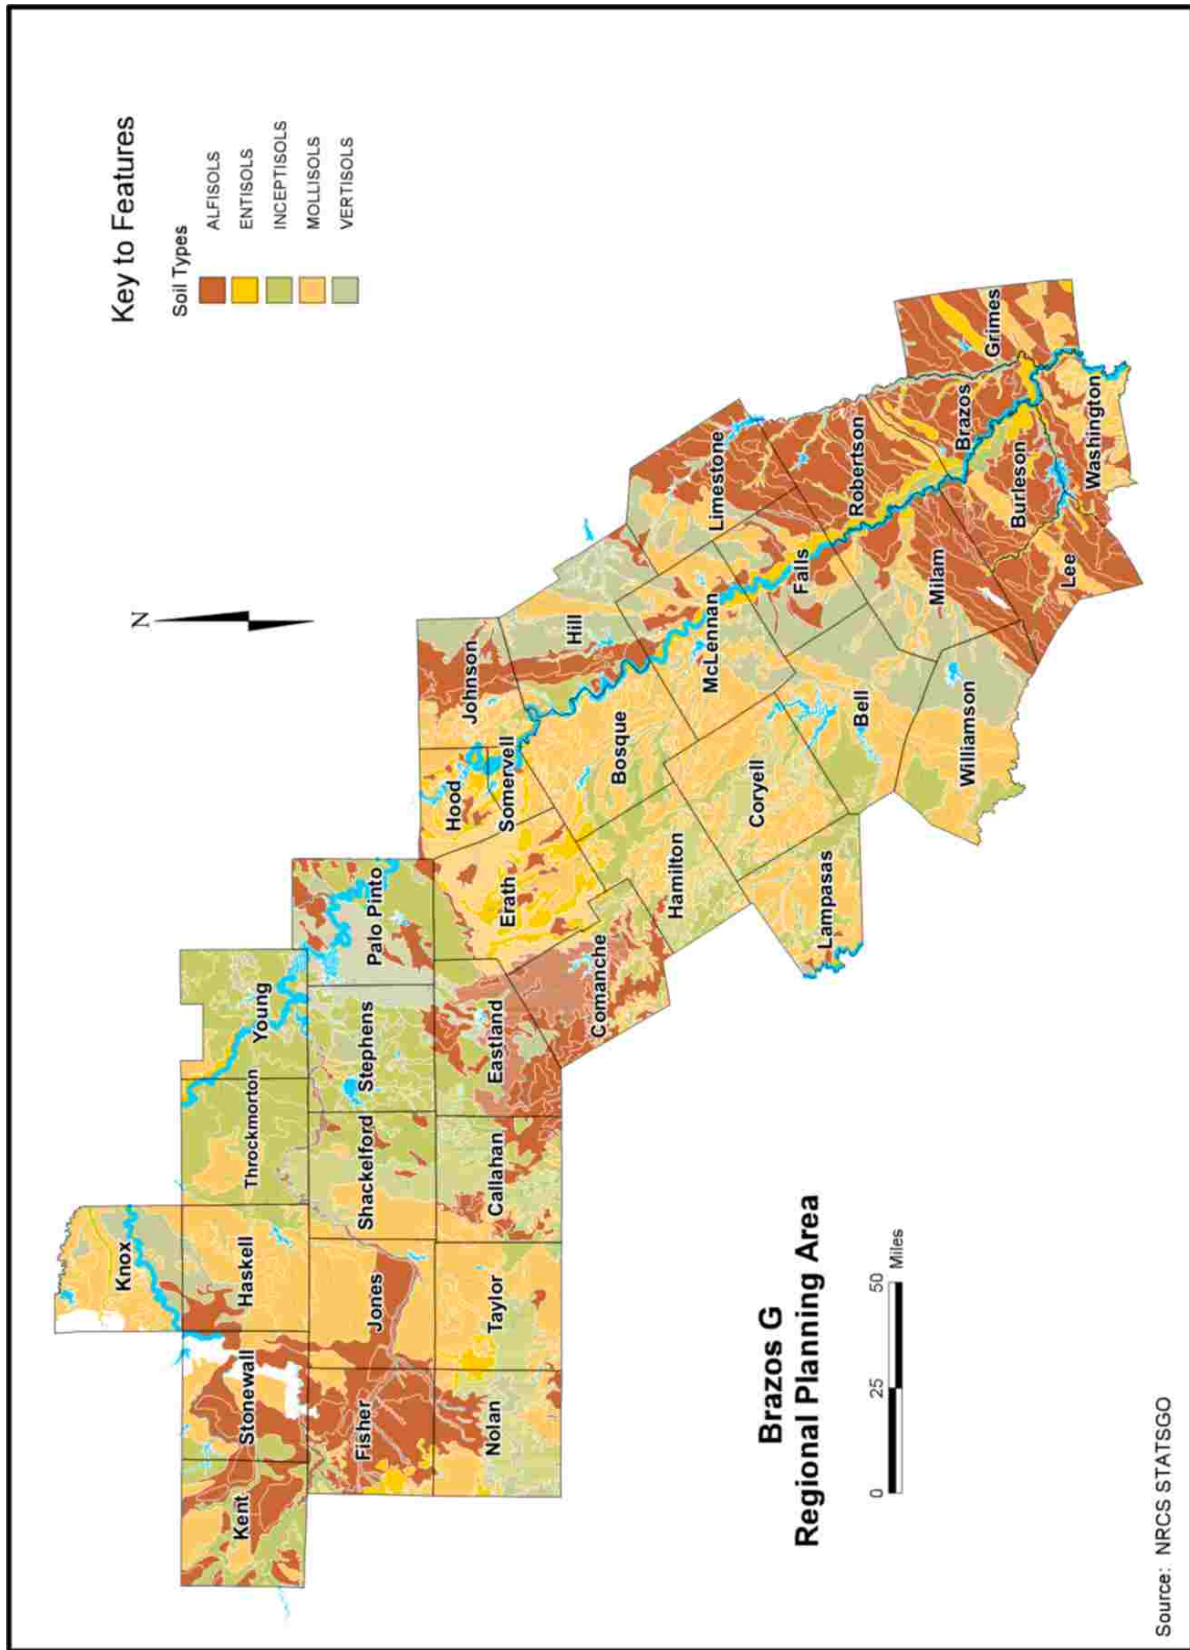 Key to Features
Soil Types
ALFISOLS
ENTISOLS
INCEPTISOLS
MOLLISOLS
VERTISOLS
N
Knox
Kent
Stonewall
Haskell
Throckmorton
Young
Fisher
Jones
Shackelford
Stephens
Palo Pinto
Nolan
Taylor
Callahan
Eastland
Erath
Hood
Johnson
Somervell
Comanche
Hamilton
Bosque
Hill
Coryell
McLennan
Limestone
Lampasas
Bell
Falls
Robertson
Williamson
Milam
Brazos
Grimes
Burleson
Lee
Washington
Brazos G
Regional Planning Area
0
25
50
Miles
Source: NRCS STATSGO